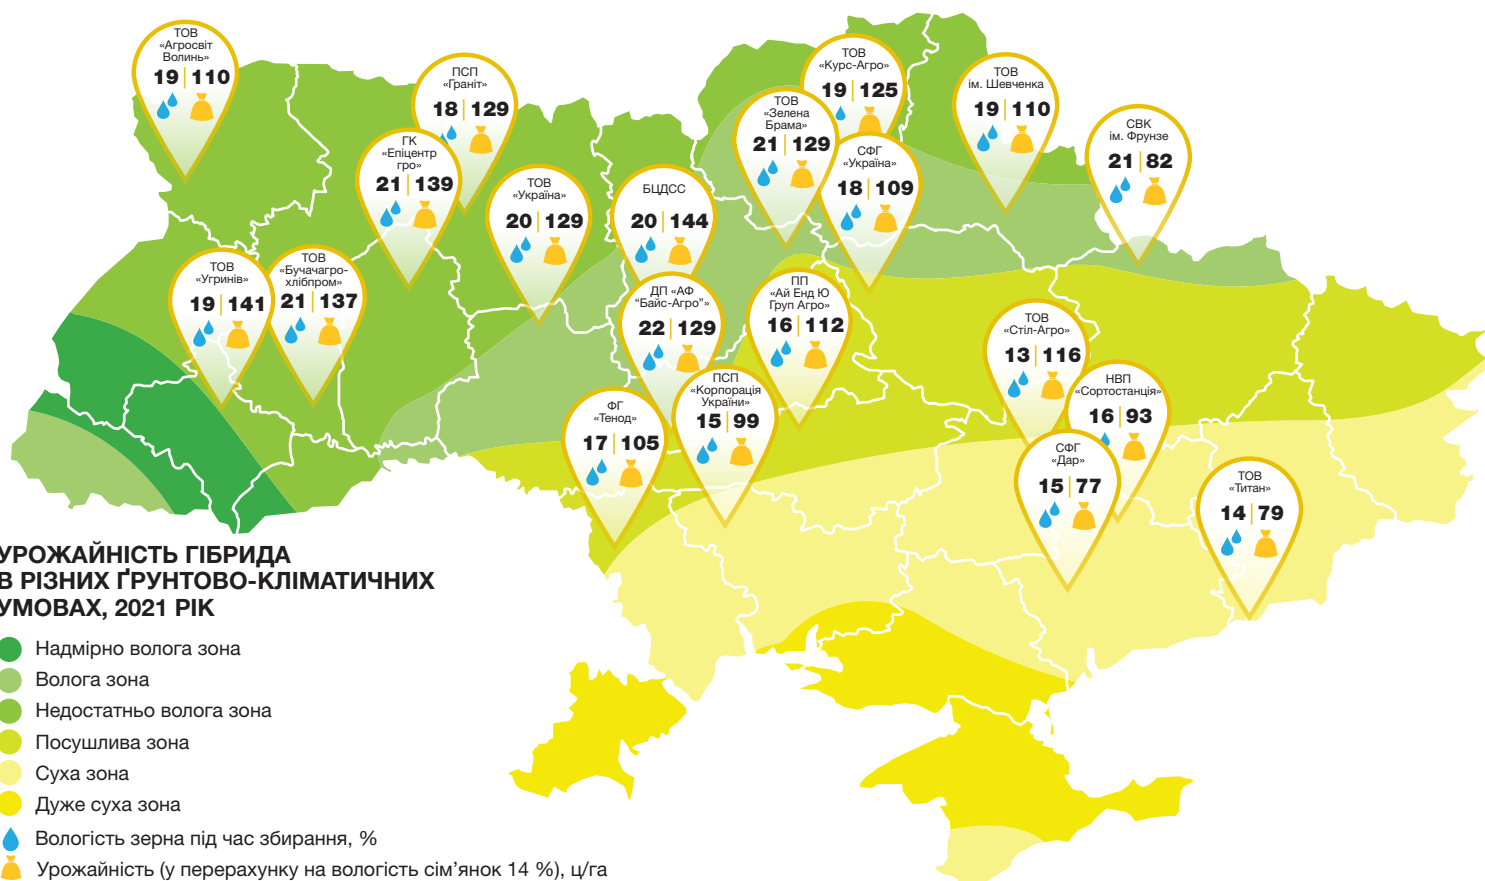 ТОВ
«Агросвіт
Волинь»
19 | 110
ПСП
«Граніт»
18 | 129
ГК
«Епіцентр
гро»
21 | 139
ТОВ
«Україна»
20 | 129
БЦДСС
20 | 144
ТОВ
«Курс-Агро»
19 | 125
ТОВ
«Зелена
Брама»
21 | 129
СФГ
«Україна»
18 | 109
ТОВ
ім. Шевченка
19 | 110
СВК
ім. Фрунзе
21 | 82
ТОВ
«Угринів»
19 | 141
ТОВ
«Бучачагро-
хлібпром»
21 | 137
ДП «АФ
“Байс-Агро”»
22 | 129
ПП
«Ай Енд Ю
Груп Агро»
16 | 112
ТОВ
«Стіл-Агро»
13 | 116
НВП
«Сортостанція»
16 | 93
ФГ
«Тенод»
17 | 105
ПСП
«Корпорація
України»
15 | 99
СФГ
«Дар»
15 | 77
ТОВ
«Титан»
14 | 79
УРОЖАЙНІСТЬ ГІБРИДА
В РІЗНИХ ҐРУНТОВО-КЛІМАТИЧНИХ
УМОВАХ, 2021 РІК
Надмірно волога зона
Волога зона
Недостатньо волога зона
Посушлива зона
Суха зона
Дуже суха зона
Вологість зерна під час збирання, %
Урожайність (у перерахунку на вологість сім’янок 14 %), ц/га